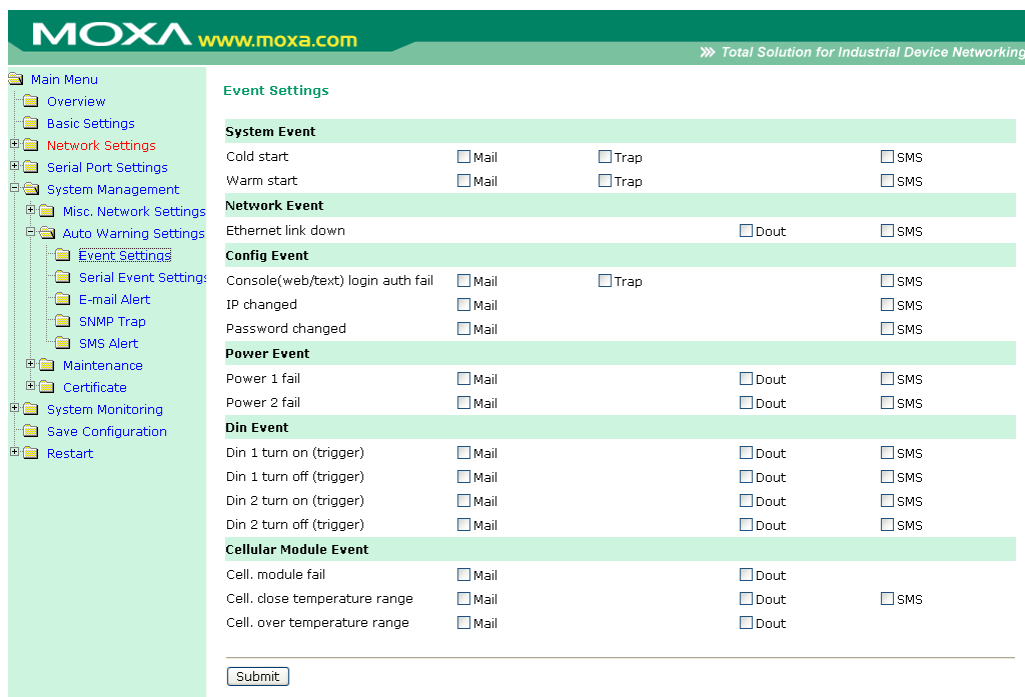 MOXA www.moxa.com
Total Solution for Industrial Device Networking
Main Menu
Overview
Basic Settings
Network Settings
Serial Port Settings
System Management
Misc. Network Settings
Auto Warning Settings
Event Settings
Serial Event Settings
E-mail Alert
SNMP Trap
SMS Alert
Maintenance
Certificate
System Monitoring
Save Configuration
Restart
Event Settings
System Event
Cold start Mail Trap SMS
Warm start Mail Trap SMS
Network Event
Ethernet link down Dout SMS
Config Event
Console(web/text) login auth fail Mail Trap SMS
IP changed Mail SMS
Password changed Mail SMS
Power Event
Power 1 fail Mail Dout SMS
Power 2 fail Mail Dout SMS
Din Event
Din 1 turn on (trigger) Mail Dout SMS
Din 1 turn off (trigger) Mail Dout SMS
Din 2 turn on (trigger) Mail Dout SMS
Din 2 turn off (trigger) Mail Dout SMS
Cellular Module Event
Cell. module fail Mail Dout
Cell. close temperature range Mail Dout SMS
Cell. over temperature range Mail Dout
Submit